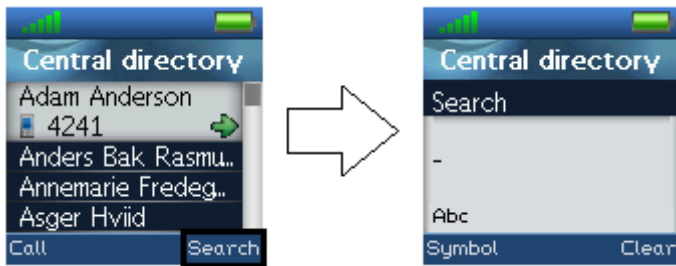 Central directory
Adam Anderson
4241
Anders Bak Rasmu..
Annemarie Fredeg..
Asger Hviid
Call Search
Central directory
Search
_
Abc
Symbol Clear